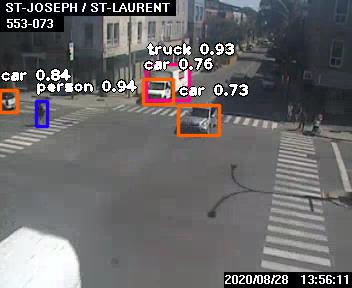 ST-JOSEPH / ST-LAURENT
553-073
truck 0.93
car 0.84
car 0.76
person 0.94
car 0.73
2020/08/28 13:56:11